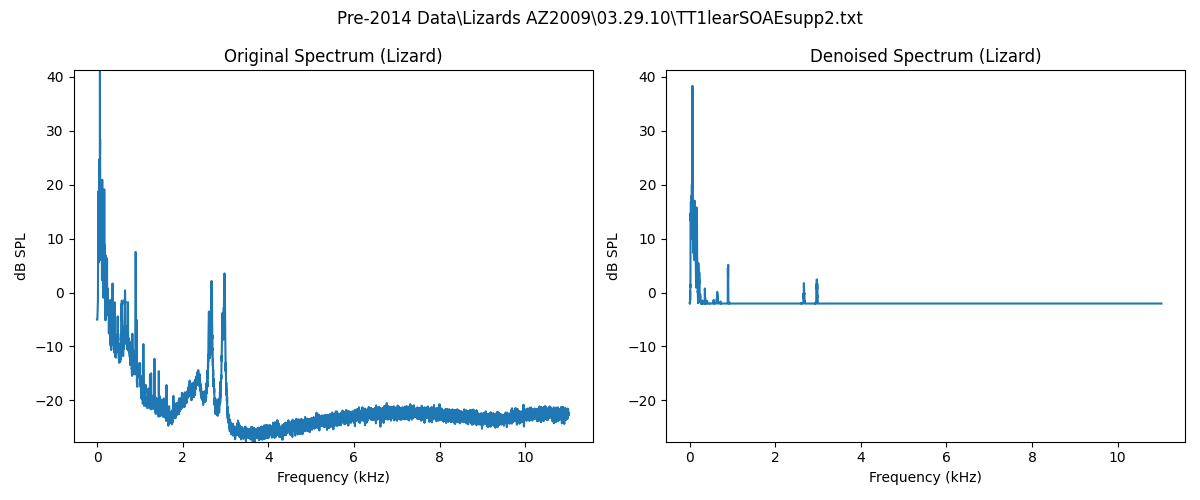 Pre-2014 Data\Lizards AZ2009\03.29.10\TT1learSOAEsupp2.txt
Original Spectrum (Lizard)
Denoised Spectrum (Lizard)
dB SPL
40
30
20
10
0
−10
−20
0 2 4 6 8 10
Frequency (kHz)
dB SPL
40
30
20
10
0
−10
−20
0 2 4 6 8 10
Frequency (kHz)